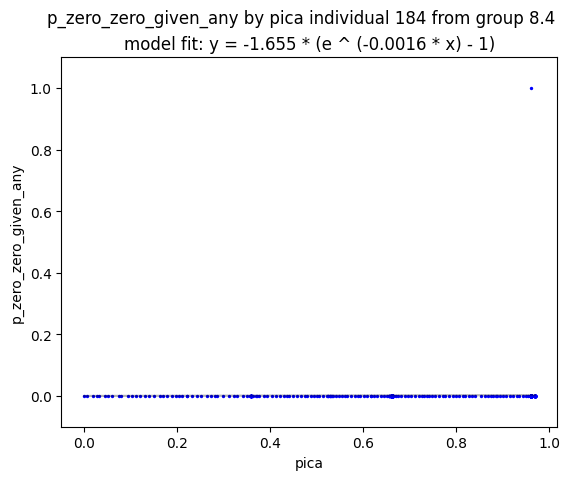 p_zero_zero_given_any by pica individual 184 from group 8.4
model fit: y = -1.655 * (e ^ (-0.0016 * x) - 1)
1.0
0.8
0.6
0.4
0.2
0.0
p_zero_zero_given_any
0.0 0.2 0.4 0.6 0.8 1.0
pica